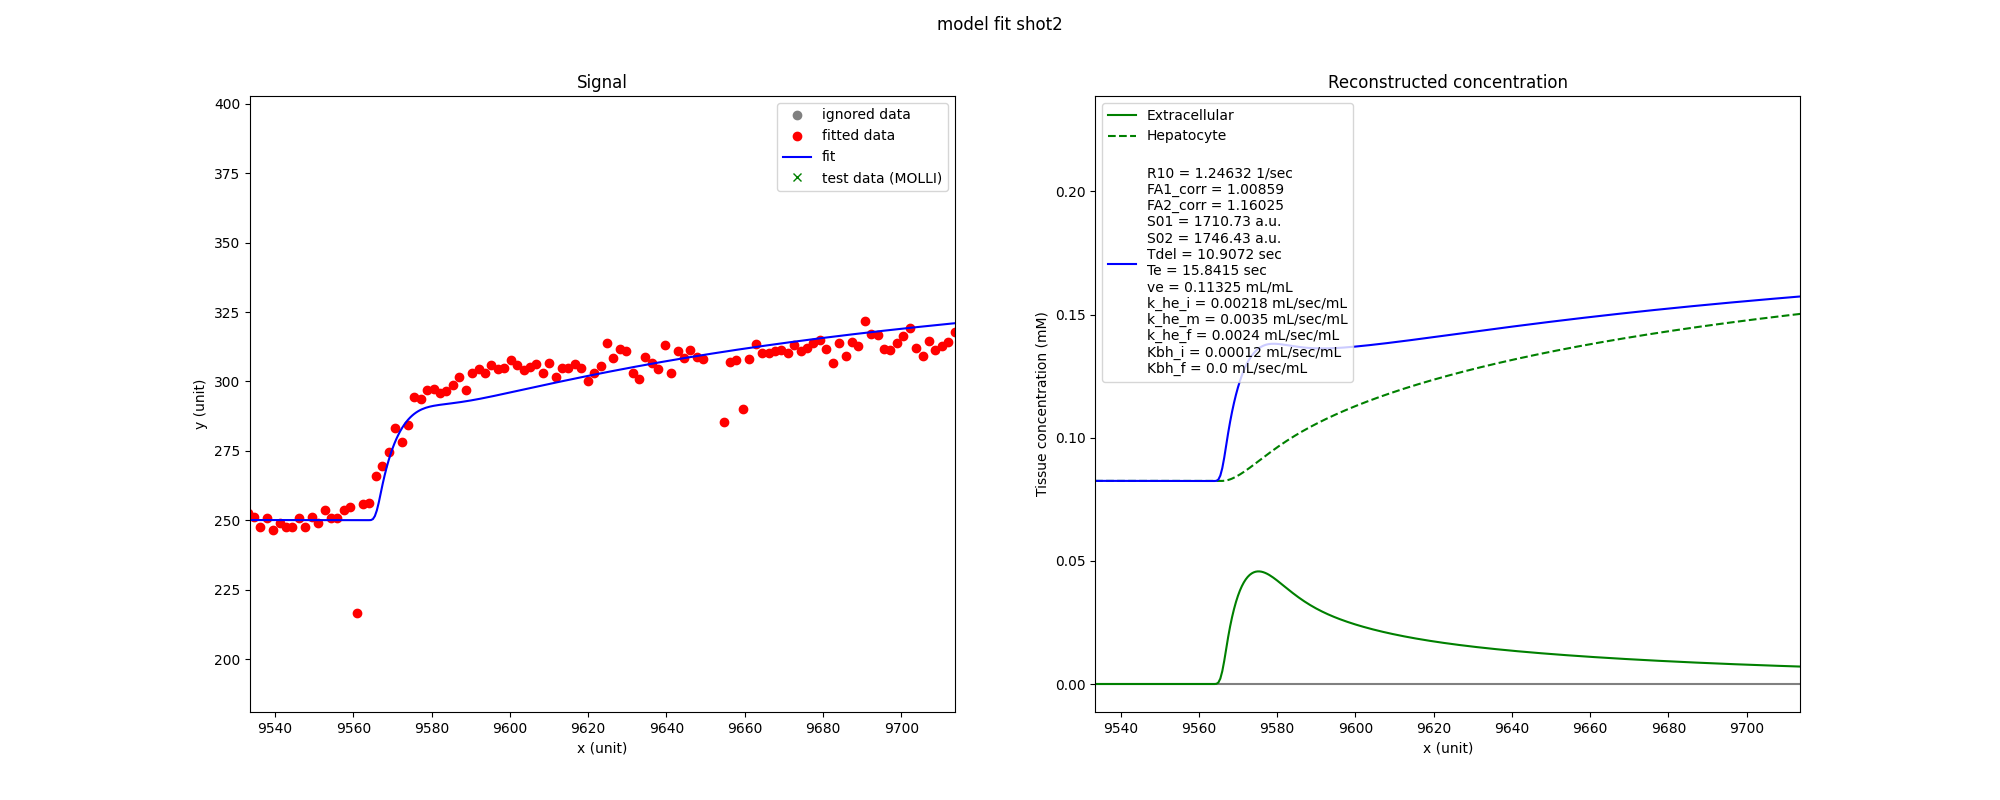 model fit shot2
Signal
400
375
350
325
300
275
250
225
200
y (unit)
9540 9560 9580 9600 9620 9640 9660 9680 9700
x (unit)
ignored data
fitted data
fit
test data (MOLLI)
Reconstructed concentration
0.20
0.15
0.10
0.05
0.00
Tissue concentration (mM)
9540 9560 9580 9600 9620 9640 9660 9680 9700
x (unit)
Extracellular
Hepatocyte
R10 = 1.24632 1/sec
FA1_corr = 1.00859
FA2_corr = 1.16025
S01 = 1710.73 a.u.
S02 = 1746.43 a.u.
Tdel = 10.9072 sec
Te = 15.8415 sec
ve = 0.11325 mL/mL
k_he_i = 0.00218 mL/sec/mL
k_he_m = 0.0035 mL/sec/mL
k_he_f = 0.0024 mL/sec/mL
Kbh_i = 0.00012 mL/sec/mL
Kbh_f = 0.0 mL/sec/mL